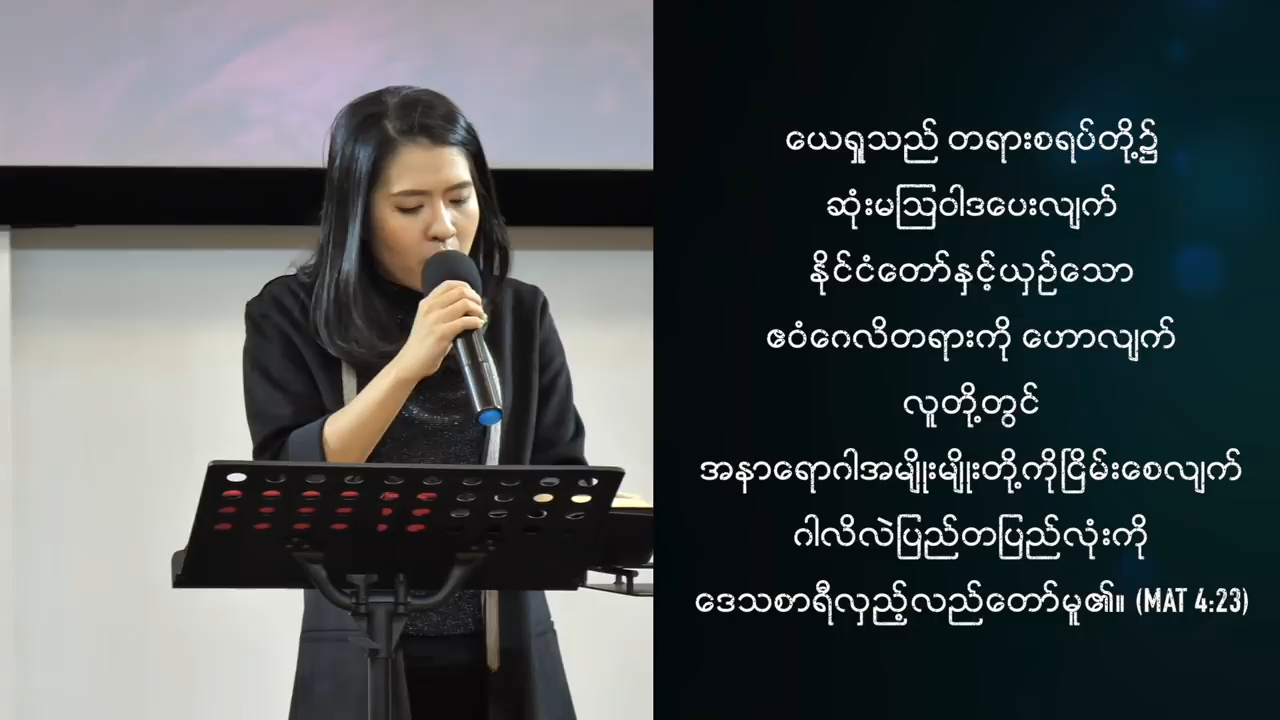 ယေရှုသည် တရားစရပ်တို့၌
ဆုံးမဩဝါဒပေးလျက်
နိုင်ငံတော်နှင့်ယှဉ်သော
ဧဝံဂေလိတရားကို ဟောလျက်
လူတို့တွင်
အနာရောဂါအမျိုးမျိုးတို့ကိုငြိမ်းစေလျက်
ဂါလိလဲပြည်တပြည်လုံးကို
ဒေသစာရီလှည့်လည်တော်မူ၏။ (MAT 4:23)